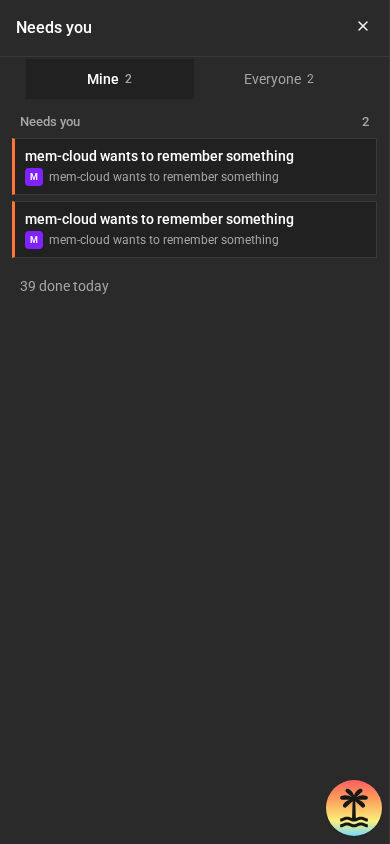 Needs you
Mine 2
Everyone 2
Needs you 2
mem-cloud wants to remember something
M mem-cloud wants to remember something
mem-cloud wants to remember something
M mem-cloud wants to remember something
39 done today